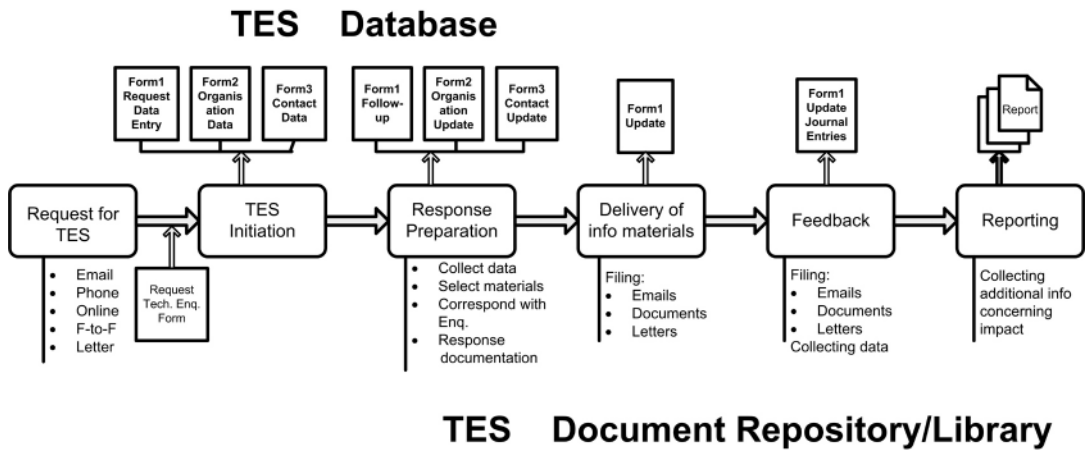 TES Database
Form1
Request
Data
Entry
Form2
Organis
ation
Data
Form3
Contact
Data
Form1
Follow-
up
Form2
Organis
ation
Update
Form3
Contact
Update
Form1
Update
Form1
Update
Journal
Entries
Report
Request for
TES
TES
Initiation
Response
Preparation
Delivery of
info materials
Feedback
Reporting
• Email
• Phone
• Online
• F-to-F
• Letter
Request
Tech. Enq.
Form
• Collect data
• Select materials
• Correspond with
Enq.
• Response
documentation
Filing:
• Emails
• Documents
• Letters
Filing:
• Emails
• Documents
• Letters
Collecting data
Collecting
additional info
concerning
impact
TES Document Repository/Library